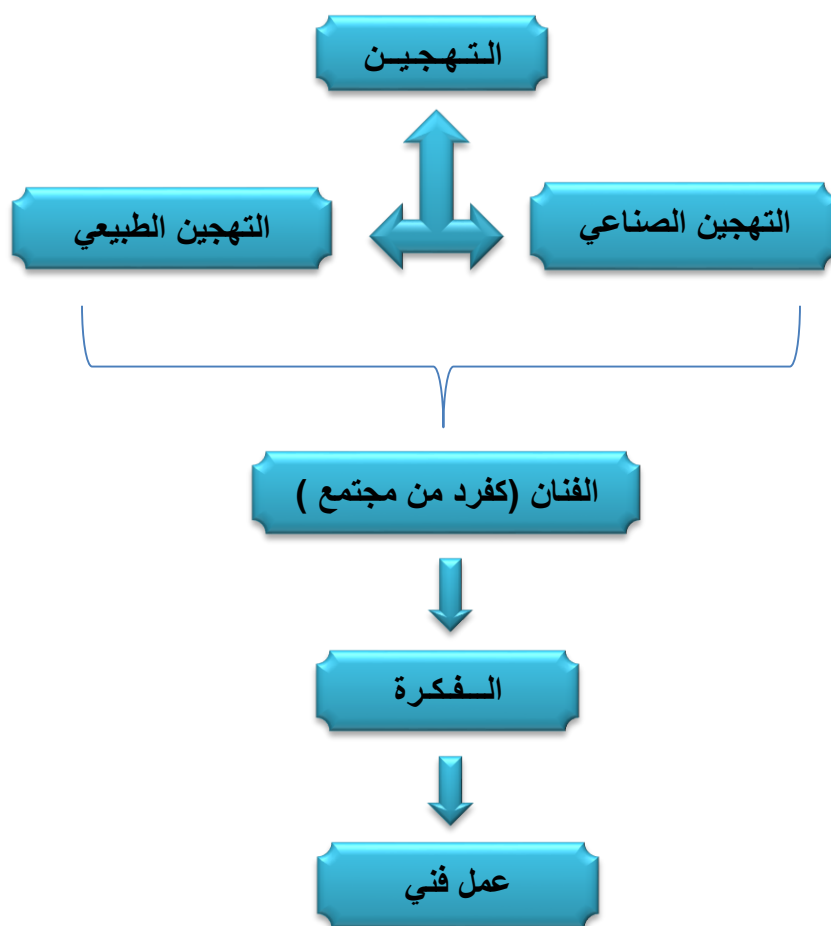 التهجين
التهجين الصناعي
التهجين الطبيعي
الفنان (كفرد من مجتمع )
الفكرة
عمل فني